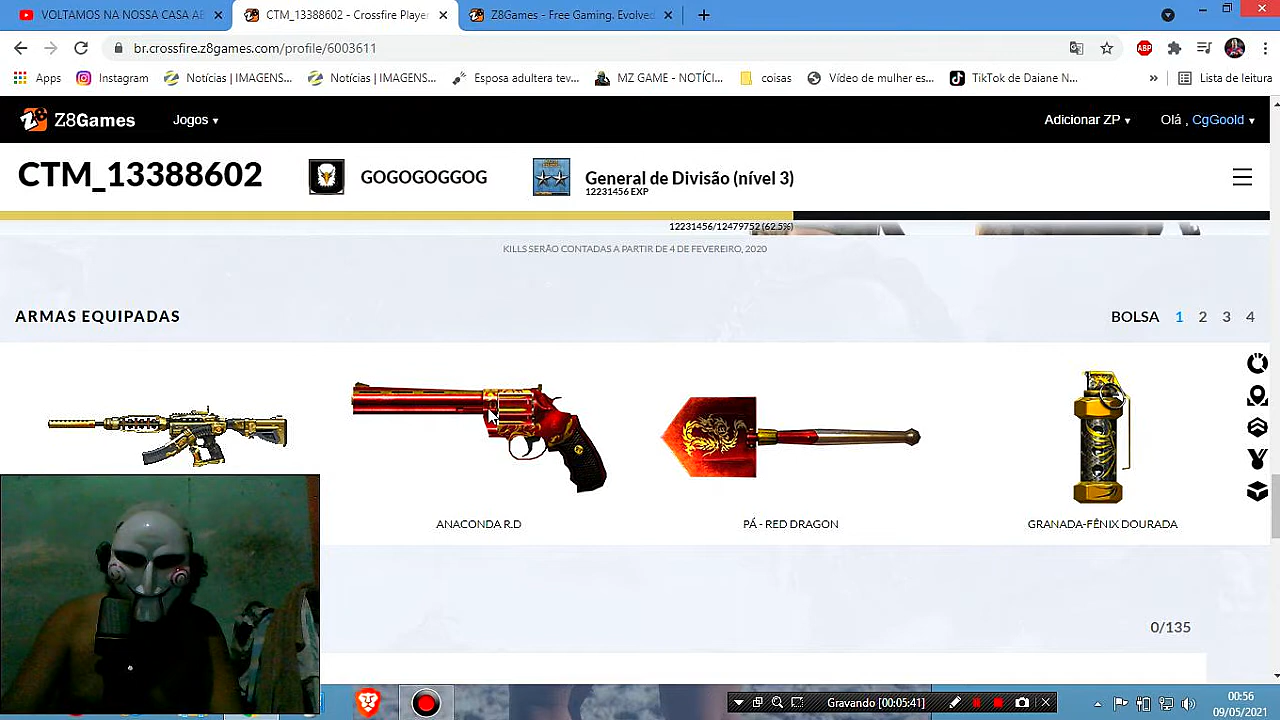 VOLTAMOS NA NOSSA CASA AE
CTM_13388602 - Crossfire Player
Z8Games - Free Gaming. Evolved
br.crossfire.z8games.com/profile/6003611
ABP
Apps
Instagram
Notícias | IMAGENS...
Notícias | IMAGENS...
Esposa adultera tev...
MZ GAME - NOTÍCI...
coisas
Vídeo de mulher es...
TikTok de Daiane N...
»
Lista de leitura
Z8Games
Jogos
Adicionar ZP
Olá , CgGoold
CTM_13388602
GOGOGOGGOG
General de Divisão (nível 3)
12231456 EXP
12231456/12479752 (62.5%)
KILLS SERÃO CONTADAS A PARTIR DE 4 DE FEVEREIRO, 2020
ARMAS EQUIPADAS
BOLSA 1 2 3 4
ANACONDA R.D
PÁ - RED DRAGON
GRANADA-FÊNIX DOURADA
0/135
Gravando [00:05:41]
00:56
09/05/2021